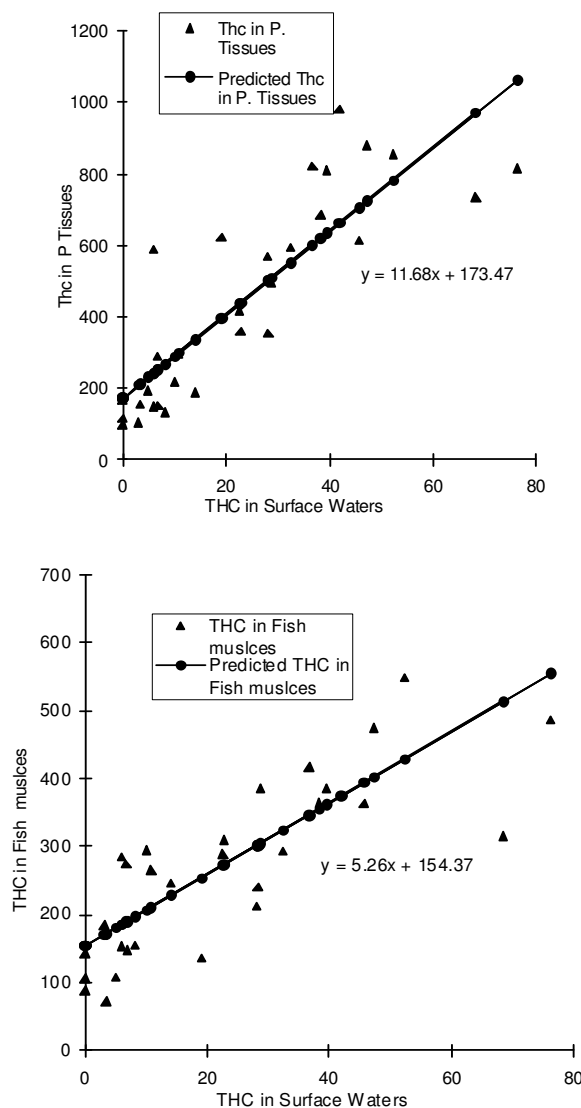 1200
1000
800
600
400
200
0
Thc in P.
Tissues
Predicted Thc
in P. Tissues
Thc in P Tissues
y = 11.68x + 173.47
0 20 40 60 80
THC in Surface Waters
700
600
500
400
300
200
100
0
THC in Fish
muslces
Predicted THC in
Fish muslces
THC in Fish muslces
y = 5.26x + 154.37
0 20 40 60 80
THC in Surface Waters